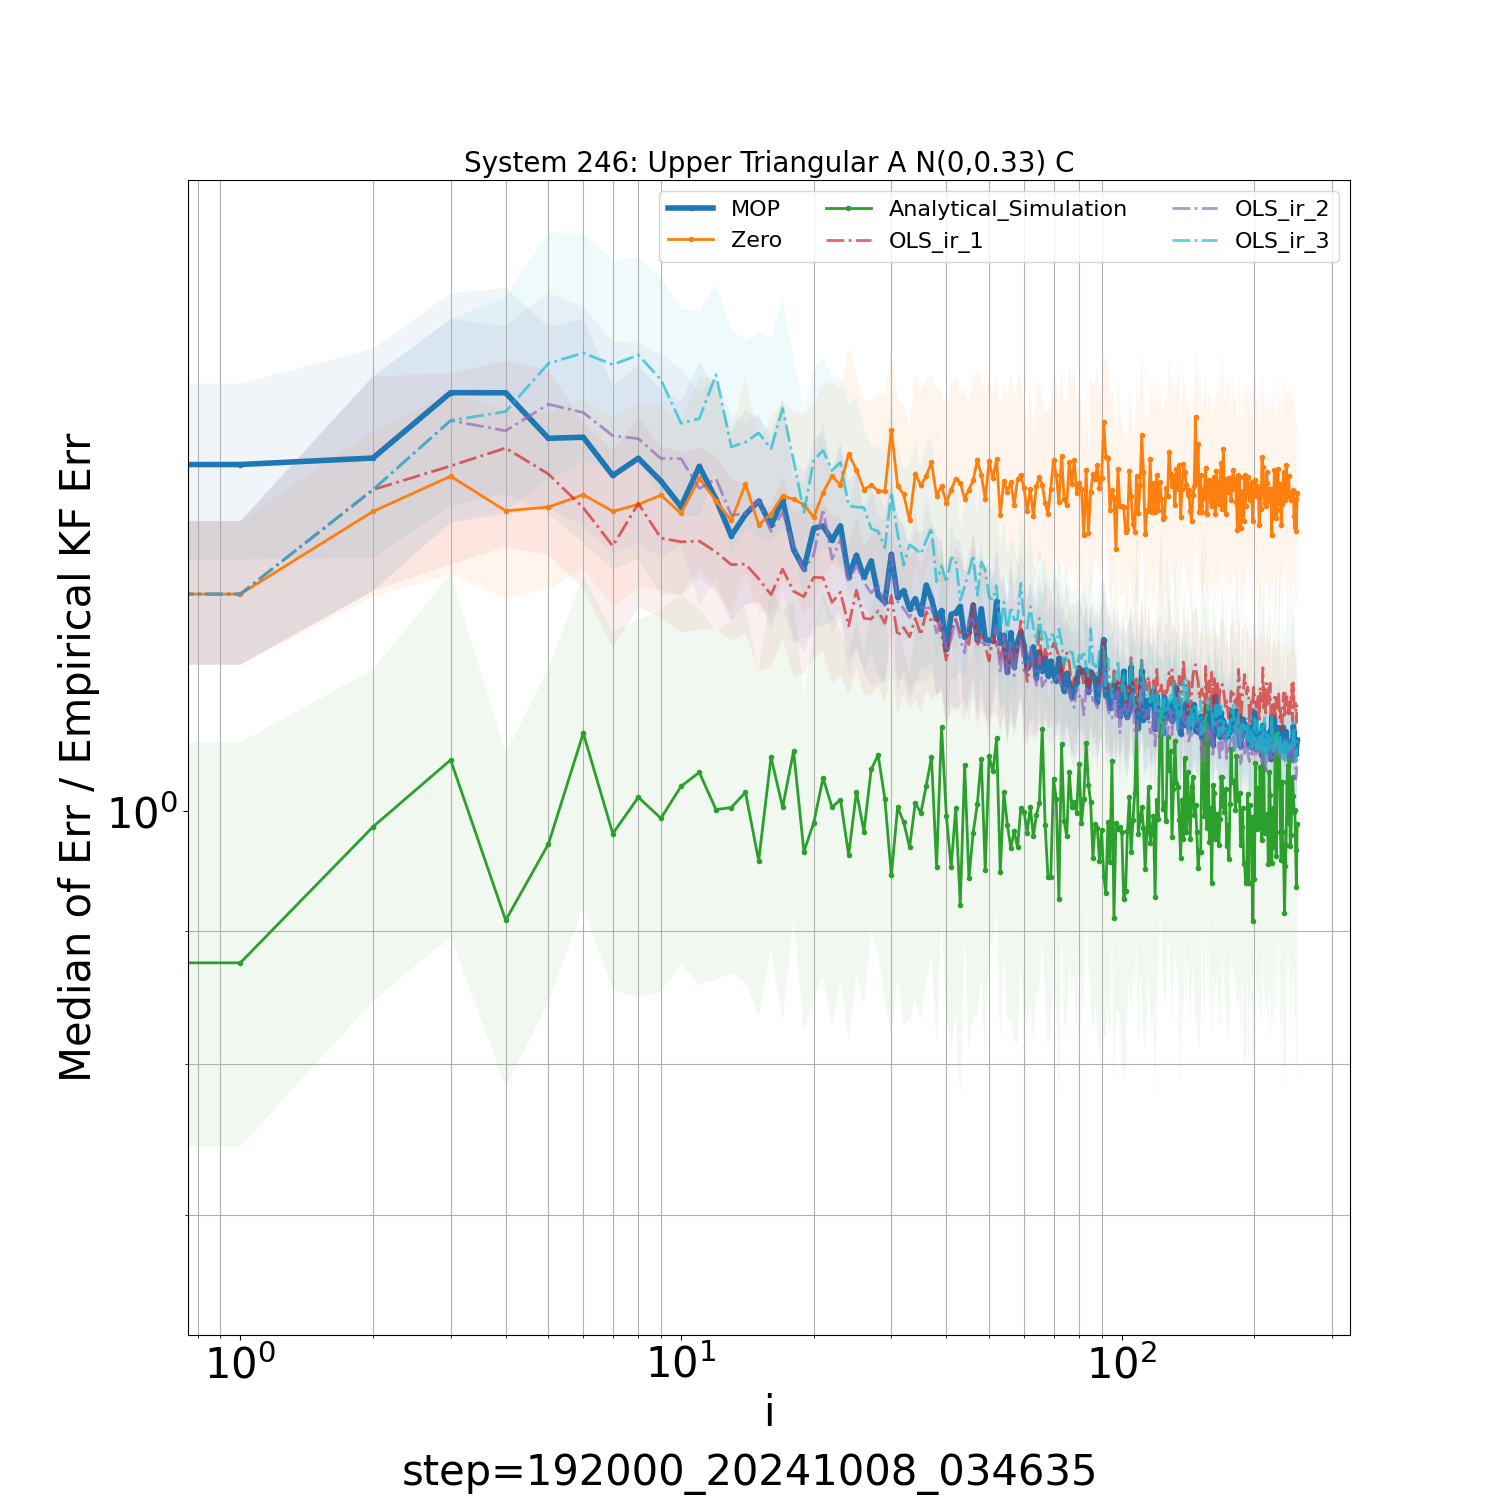 System 246: Upper Triangular A N(0,0.33) C
MOP
Zero
Analytical_Simulation
OLS_ir_1
OLS_ir_2
OLS_ir_3
Median of Err / Empirical KF Err
10⁰
10⁰
10¹
10²
i
step=192000_20241008_034635